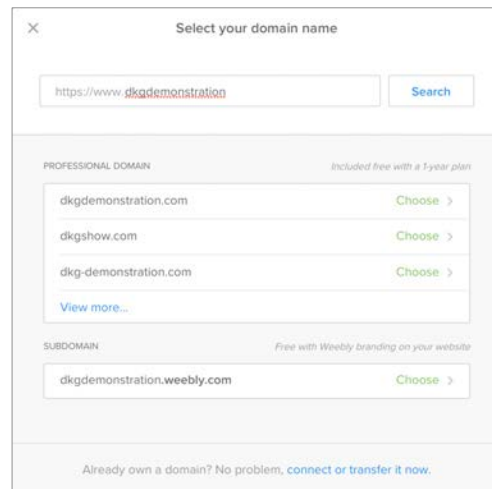 × Select your domain name
https://www.dkgdemonstration Search
PROFESSIONAL DOMAIN Included free with a 1-year plan
dkgdemonstration.com Choose >
dkgshow.com Choose >
dkg-demonstration.com Choose >
View more...
SUBDOMAIN Free with Weebly branding on your website
dkgdemonstration.weebly.com Choose >
Already own a domain? No problem, connect or transfer it now.